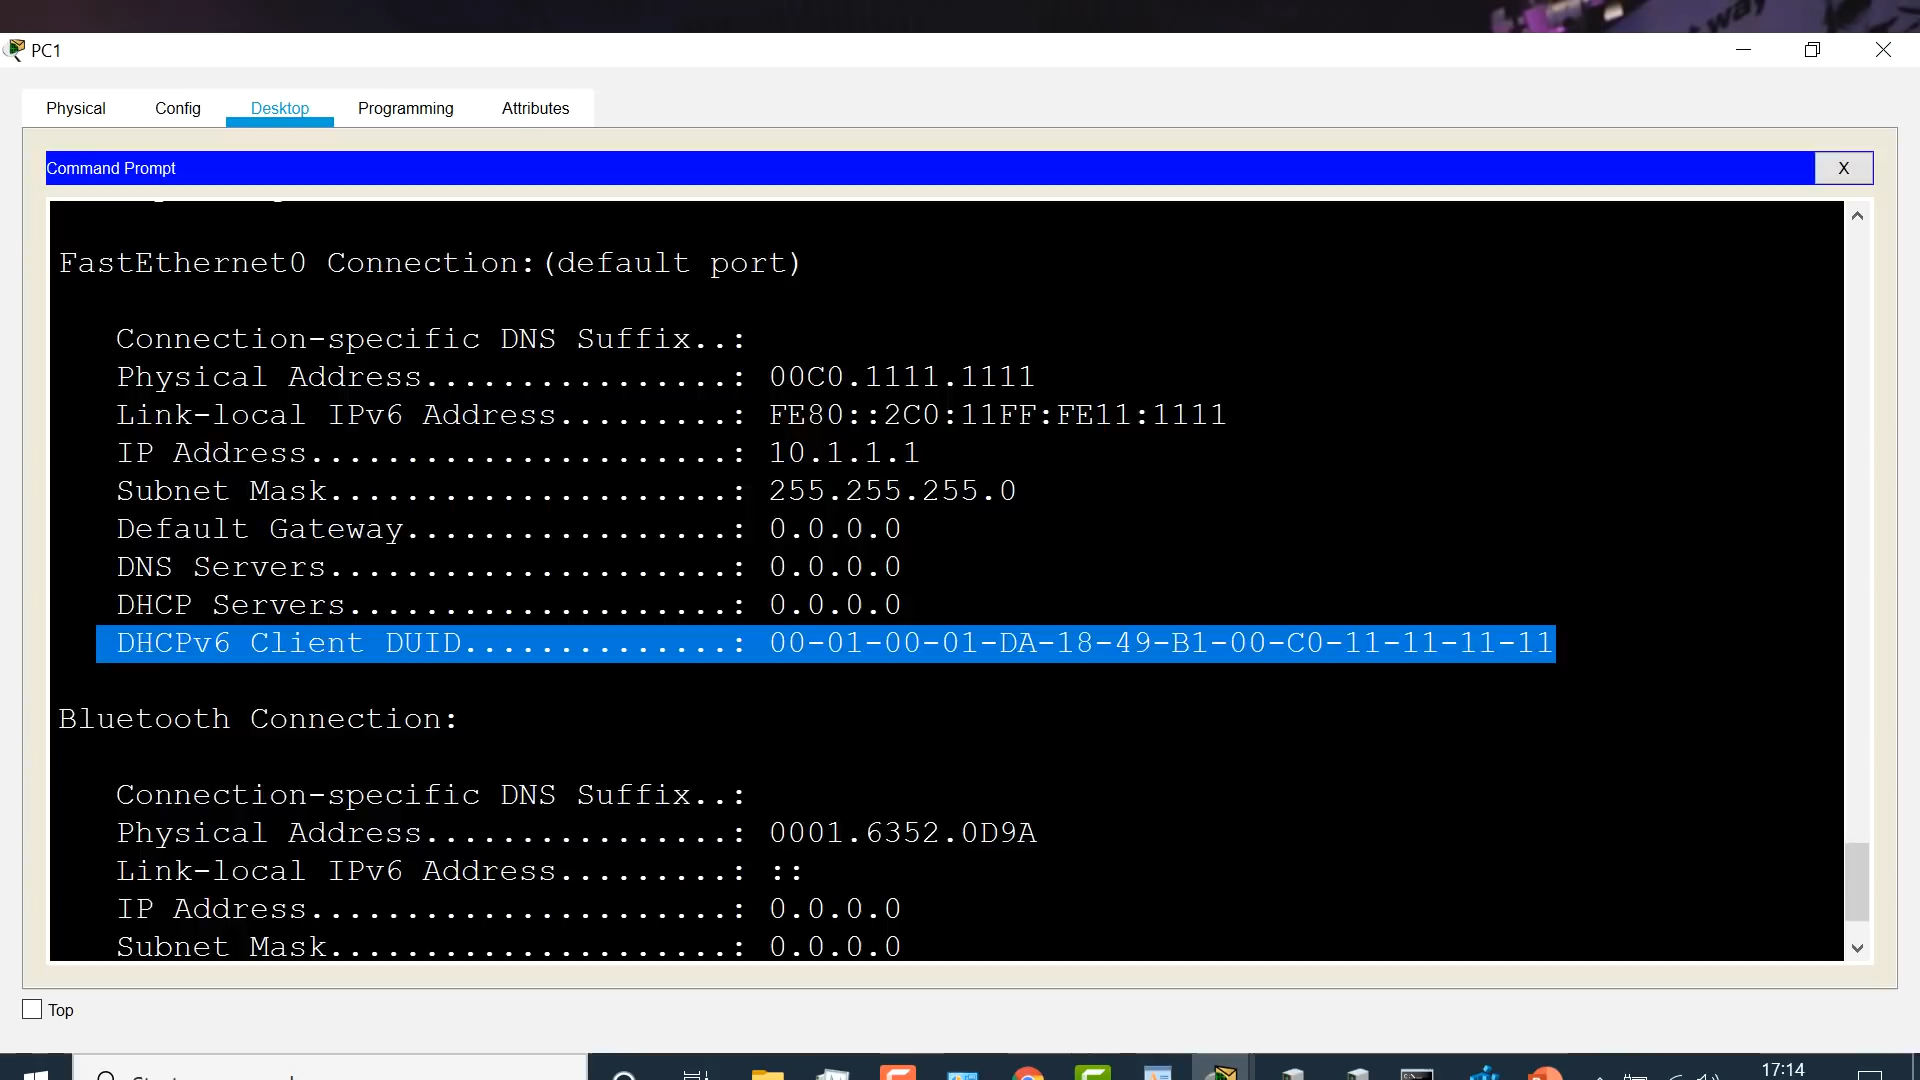 PC1
Physical Config Desktop Programming Attributes
Command Prompt
X
FastEthernet0 Connection:(default port)
Connection-specific DNS Suffix..:
Physical Address................: 00C0.1111.1111
Link-local IPv6 Address.........: FE80::2C0:11FF:FE11:1111
IP Address......................: 10.1.1.1
Subnet Mask.....................: 255.255.255.0
Default Gateway.................: 0.0.0.0
DNS Servers.....................: 0.0.0.0
DHCP Servers....................: 0.0.0.0
DHCPv6 Client DUID..............: 00-01-00-01-DA-18-49-B1-00-C0-11-11-11-11
Bluetooth Connection:
Connection-specific DNS Suffix..:
Physical Address................: 0001.6352.0D9A
Link-local IPv6 Address.........: ::
IP Address......................: 0.0.0.0
Subnet Mask.....................: 0.0.0.0
Top
17:14